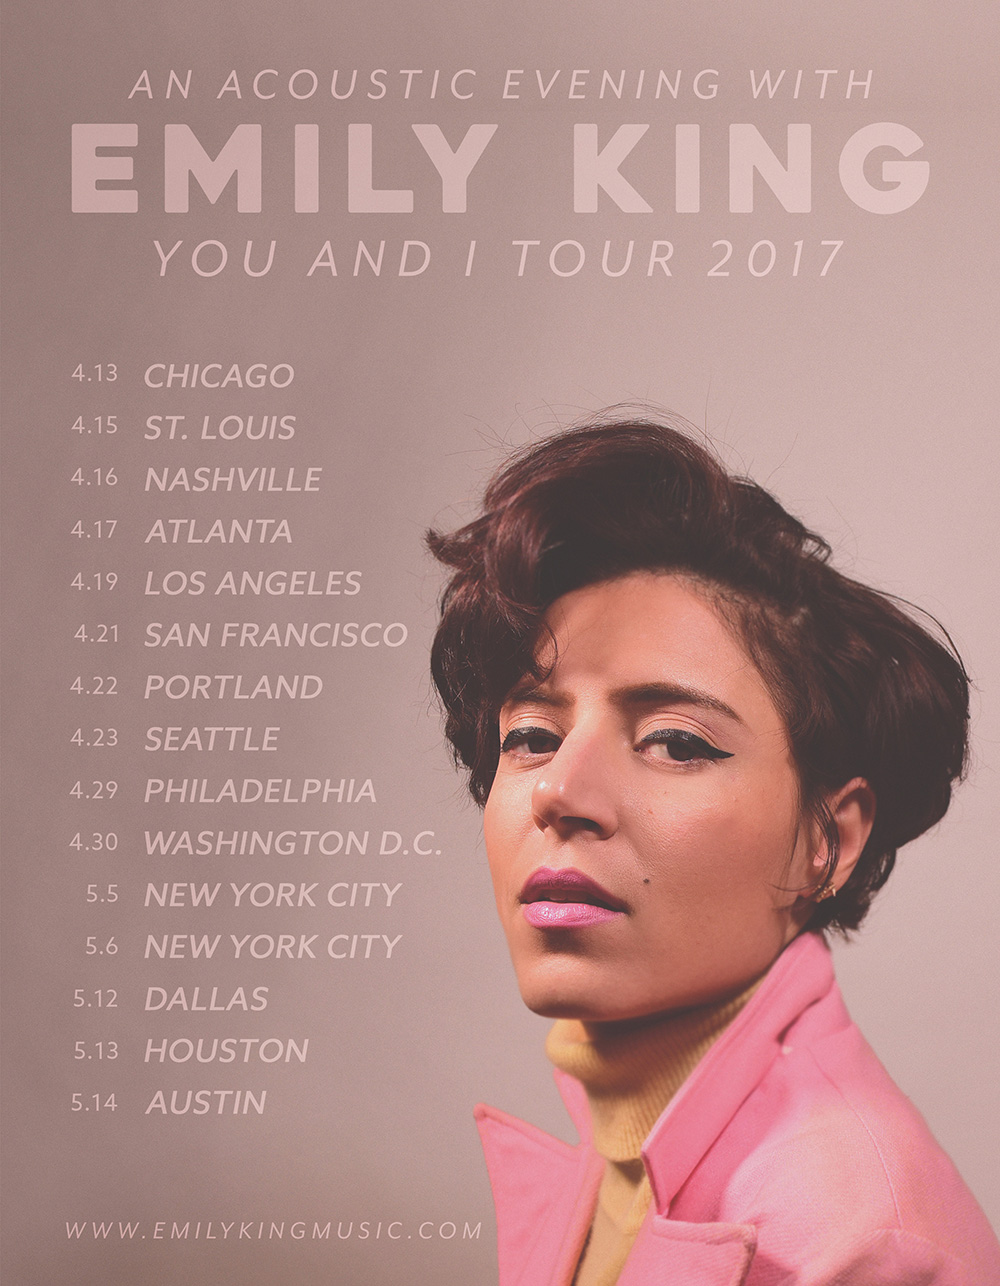 AN ACOUSTIC EVENING WITH
EMILY KING
YOU AND I TOUR 2017
4.13 CHICAGO
4.15 ST. LOUIS
4.16 NASHVILLE
4.17 ATLANTA
4.19 LOS ANGELES
4.21 SAN FRANCISCO
4.22 PORTLAND
4.23 SEATTLE
4.29 PHILADELPHIA
4.30 WASHINGTON D.C.
5.5 NEW YORK CITY
5.6 NEW YORK CITY
5.12 DALLAS
5.13 HOUSTON
5.14 AUSTIN
WWW.EMILYKINGMUSIC.COM